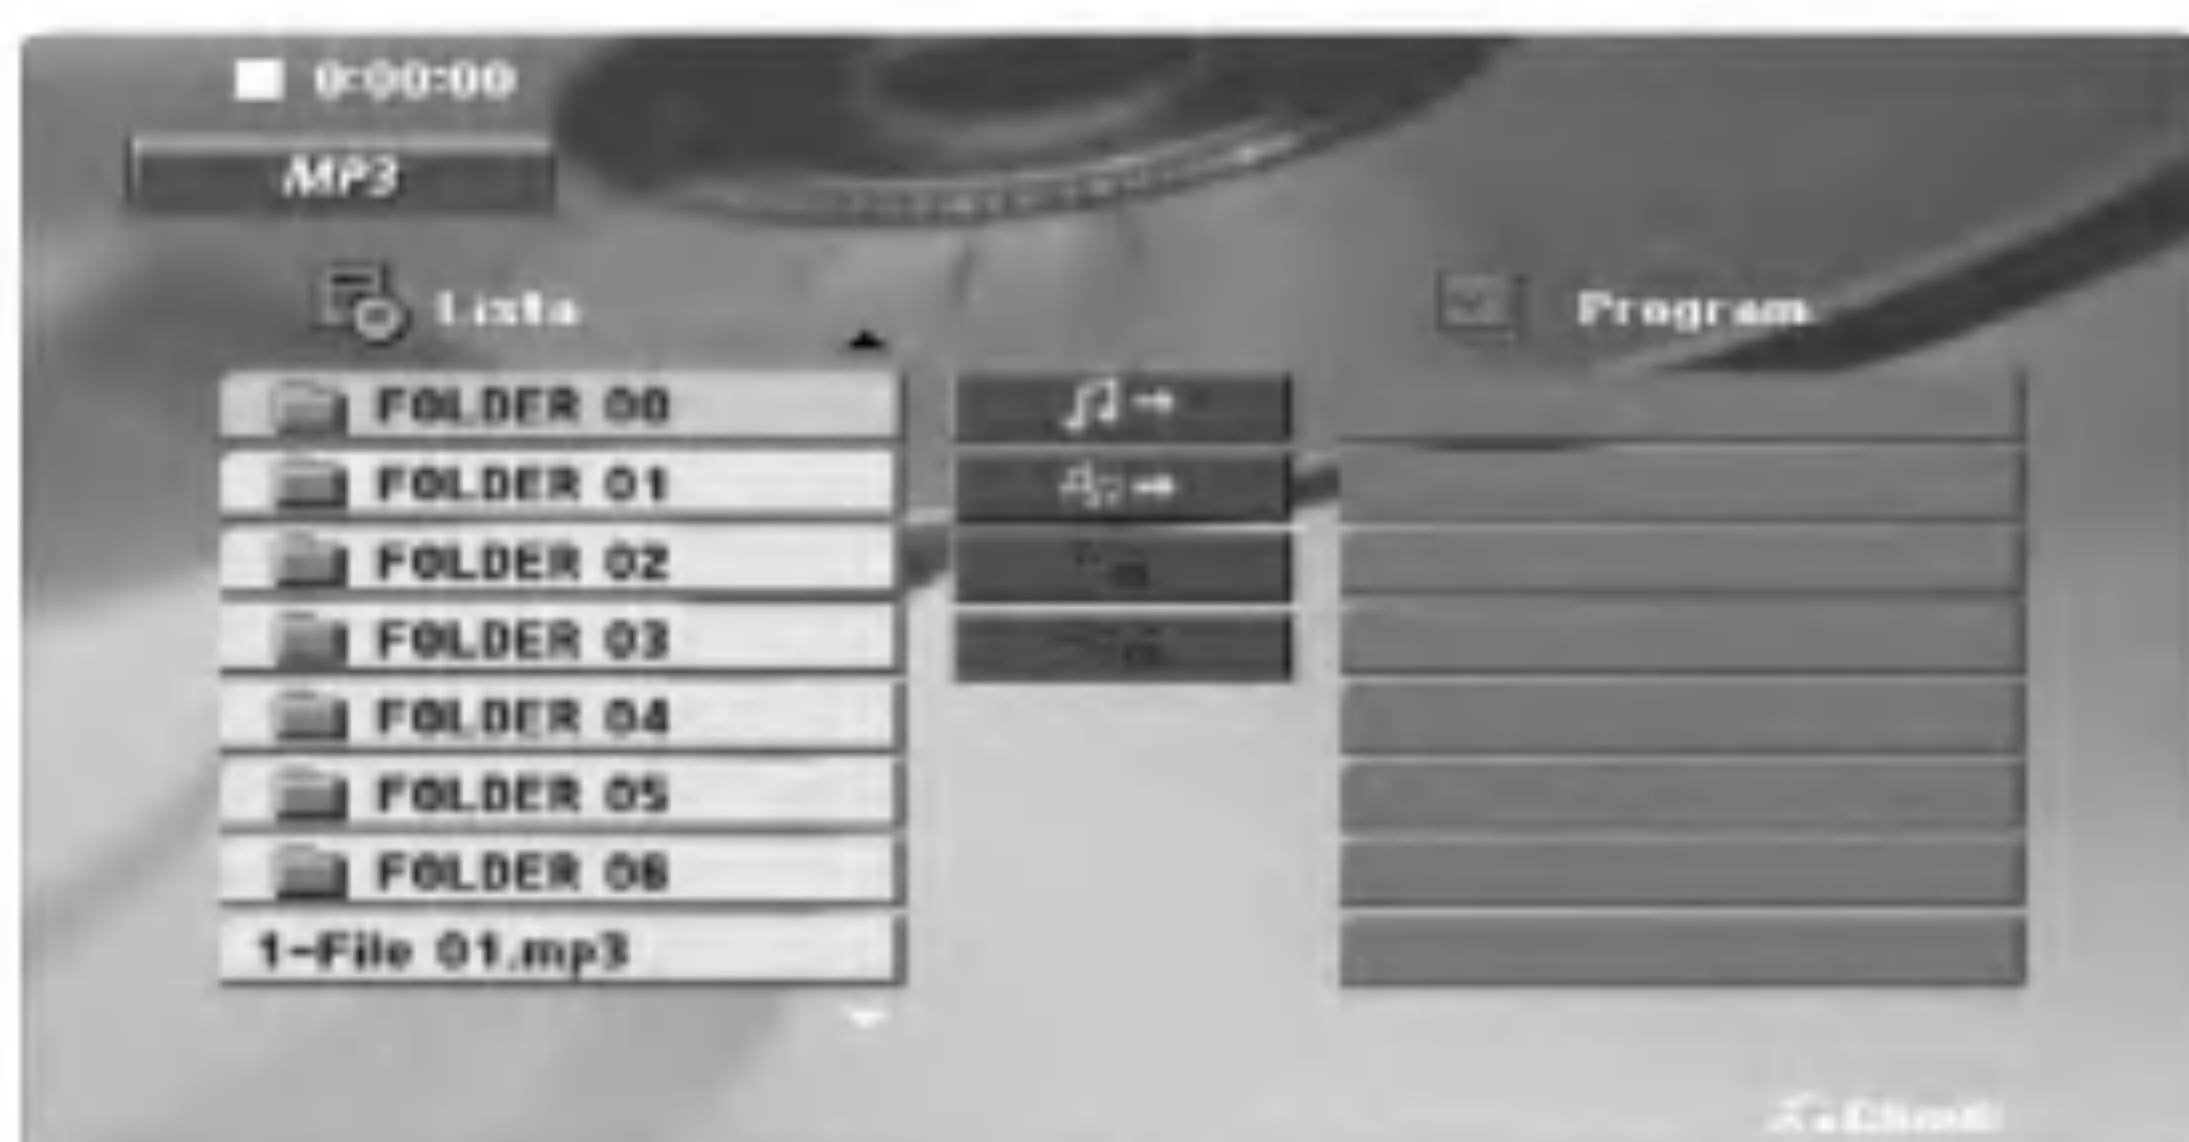 0:00:00
MP3
Lista
Program
FOLDER 00
FOLDER 01
FOLDER 02
FOLDER 03
FOLDER 04
FOLDER 05
FOLDER 06
1-File 01.mp3